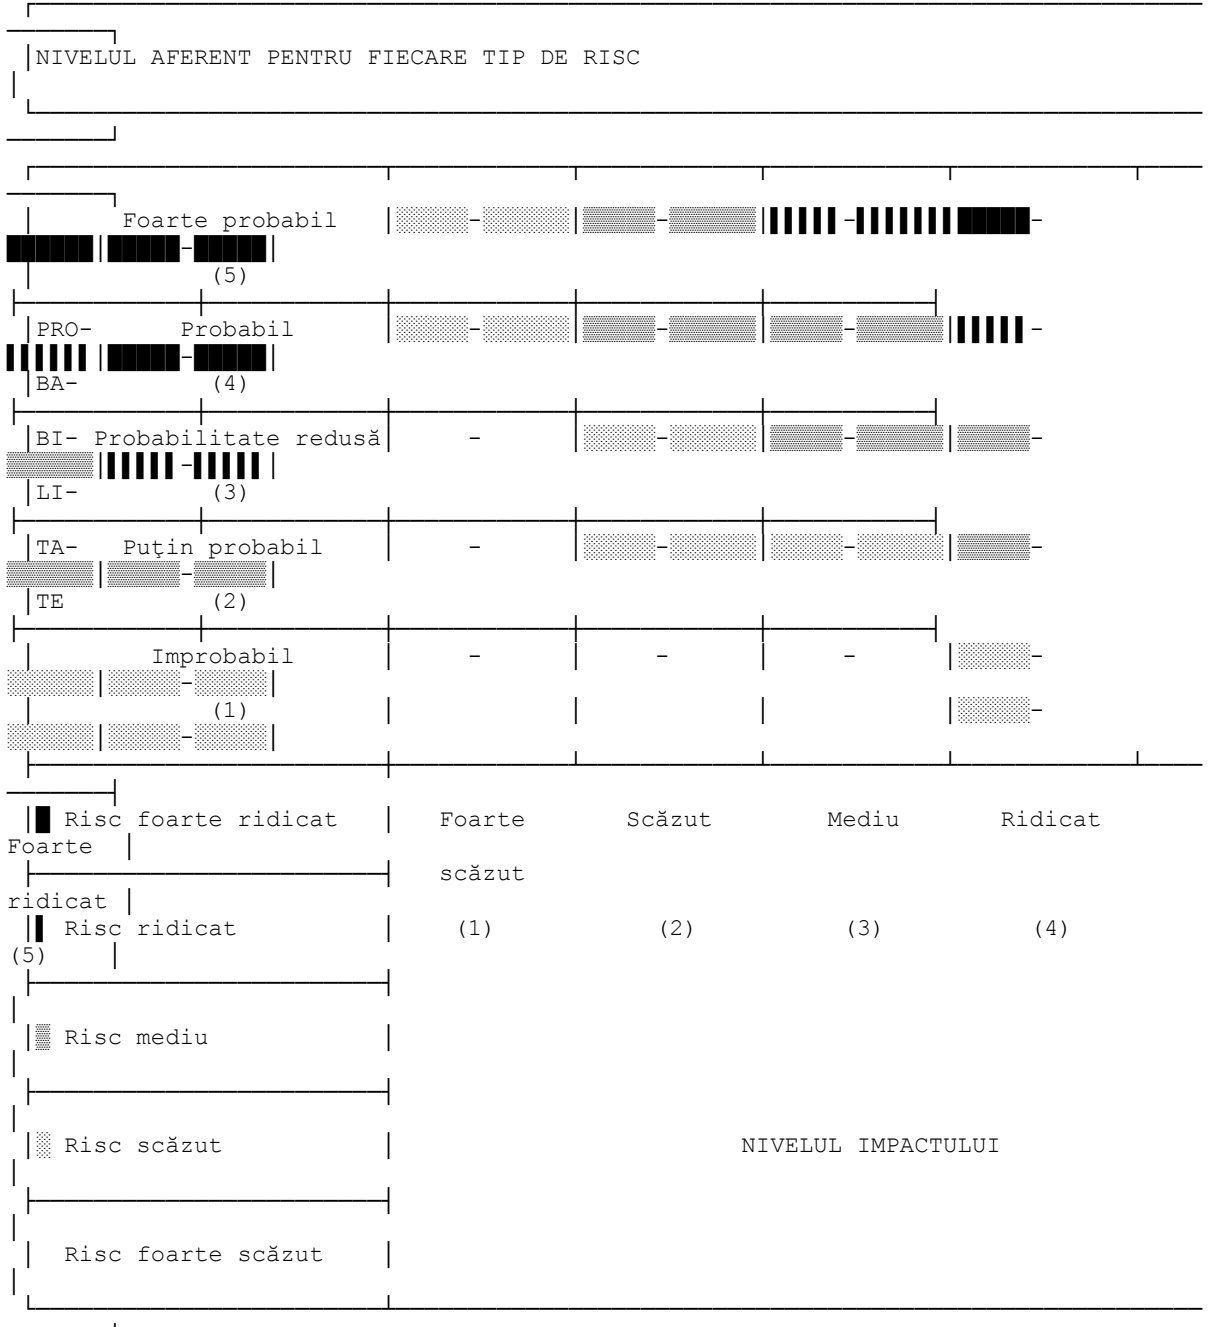 NIVELUL AFERENT PENTRU FIECARE TIP DE RISC
Foarte probabil - - - -
-
(5)
PRO- Probabil - - - -
-
BA- (4)
BI- Probabilitate redusă - - - -
-
LI- (3)
TA- Puţin probabil - - - -
-
TE (2)
Improbabil - - - -
-
(1) -
-
Risc foarte ridicat Foarte Scăzut Mediu Ridicat
Foarte
scăzut
ridicat
Risc ridicat (1) (2) (3) (4)
(5)
Risc mediu
Risc scăzut NIVELUL IMPACTULUI
Risc foarte scăzut